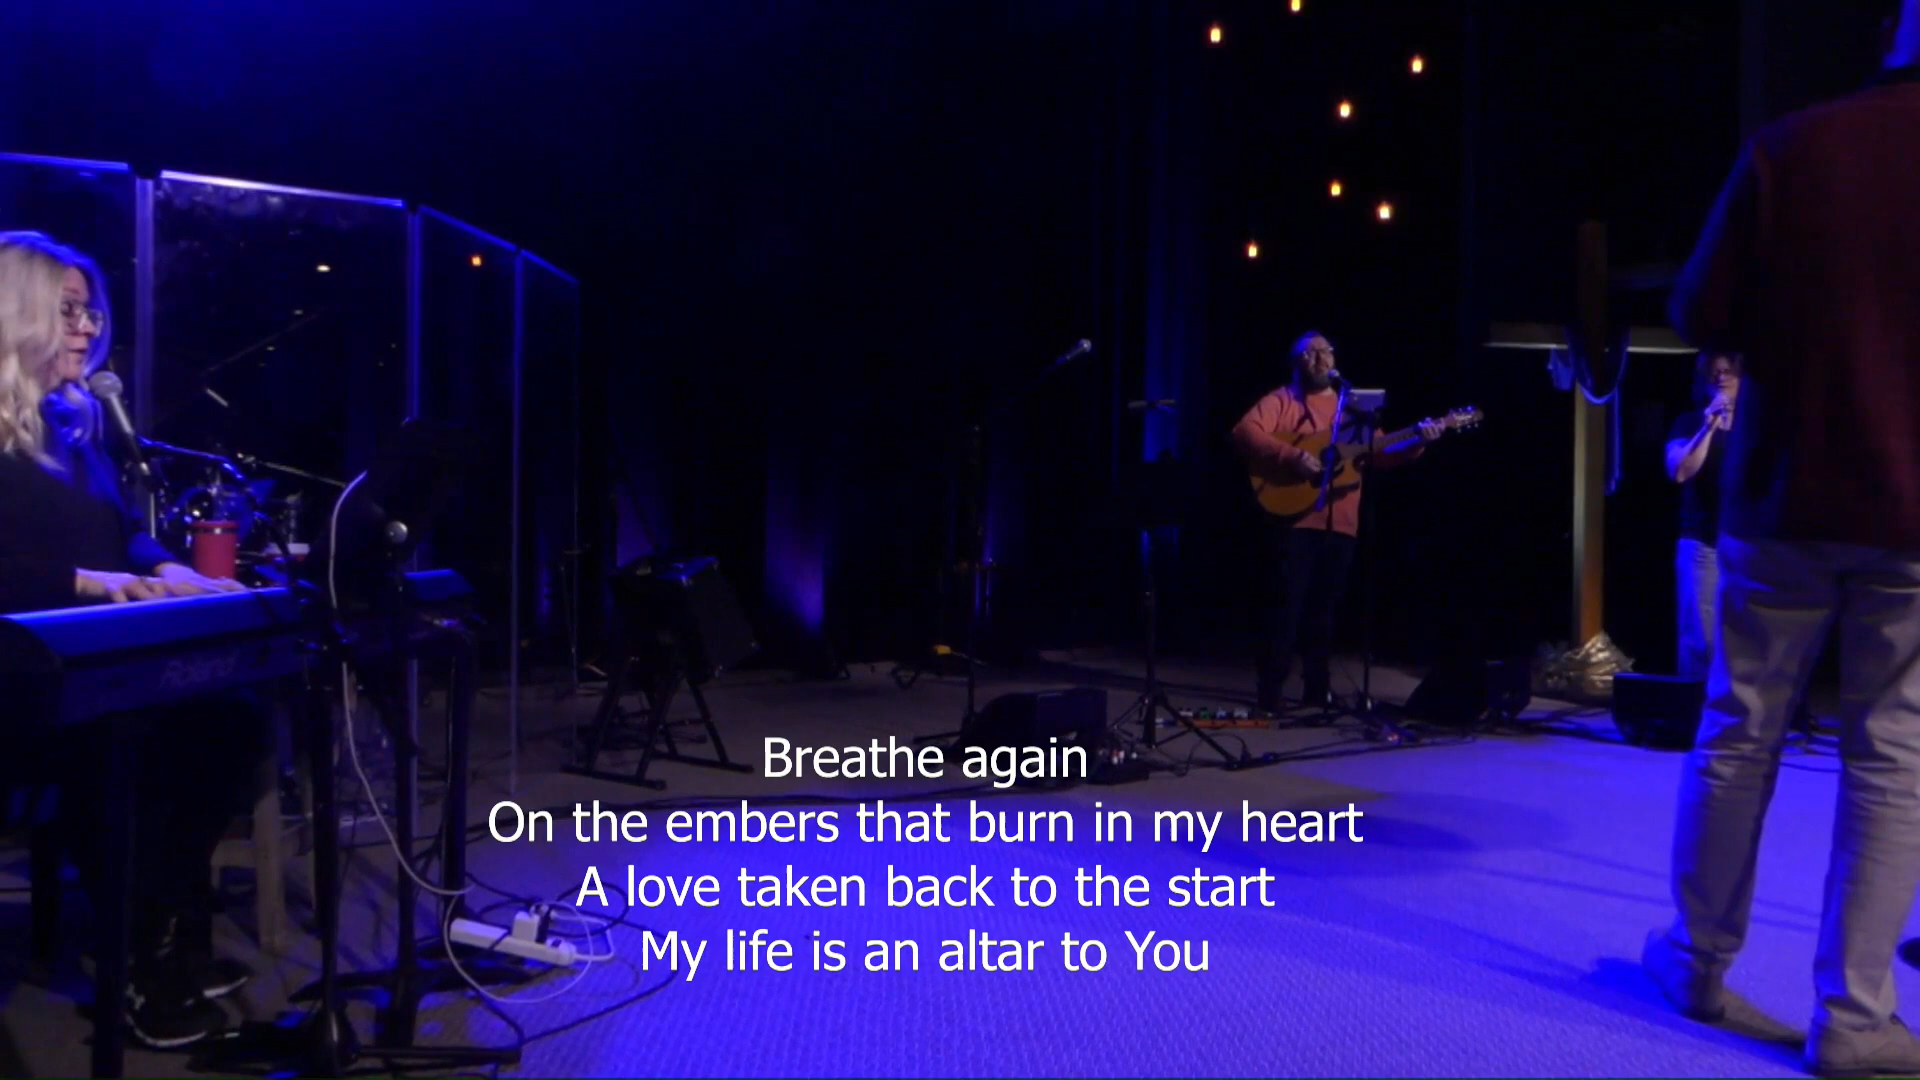 Roland
Breathe again
On the embers that burn in my heart
A love taken back to the start
My life is an altar to You